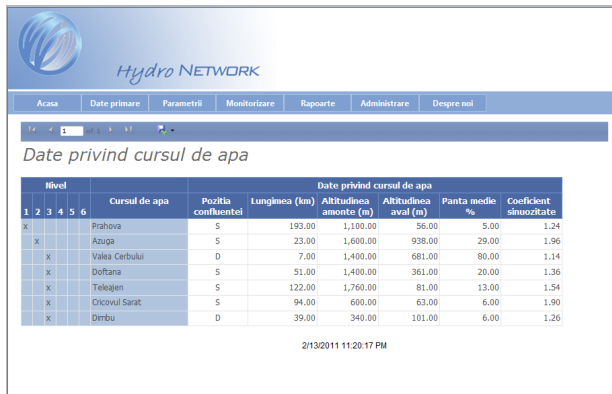 Hydro NETWORK
Acasa Date primare Parametrii Monitorizare Rapoarte Administrare Despre noi
1 of 1
Date privind cursul de apa
Nivel Date privind cursul de apa
1 2 3 4 5 6 Cursul de apa Pozitia confluentei Lungimea (km) Altitudinea amonte (m) Altitudinea aval (m) Panta medie % Coeficient sinuozitate
x Prahova S 193.00 1,100.00 56.00 5.00 1.24
x Azuga S 23.00 1,600.00 938.00 29.00 1.96
x Valea Cerbului D 7.00 1,400.00 681.00 80.00 1.14
x Doftana S 51.00 1,400.00 361.00 20.00 1.36
x Teleajen S 122.00 1,760.00 81.00 13.00 1.54
x Cricovul Sarat S 94.00 600.00 63.00 6.00 1.90
x Dimbu D 39.00 340.00 101.00 6.00 1.26
2/13/2011 11:20:17 PM